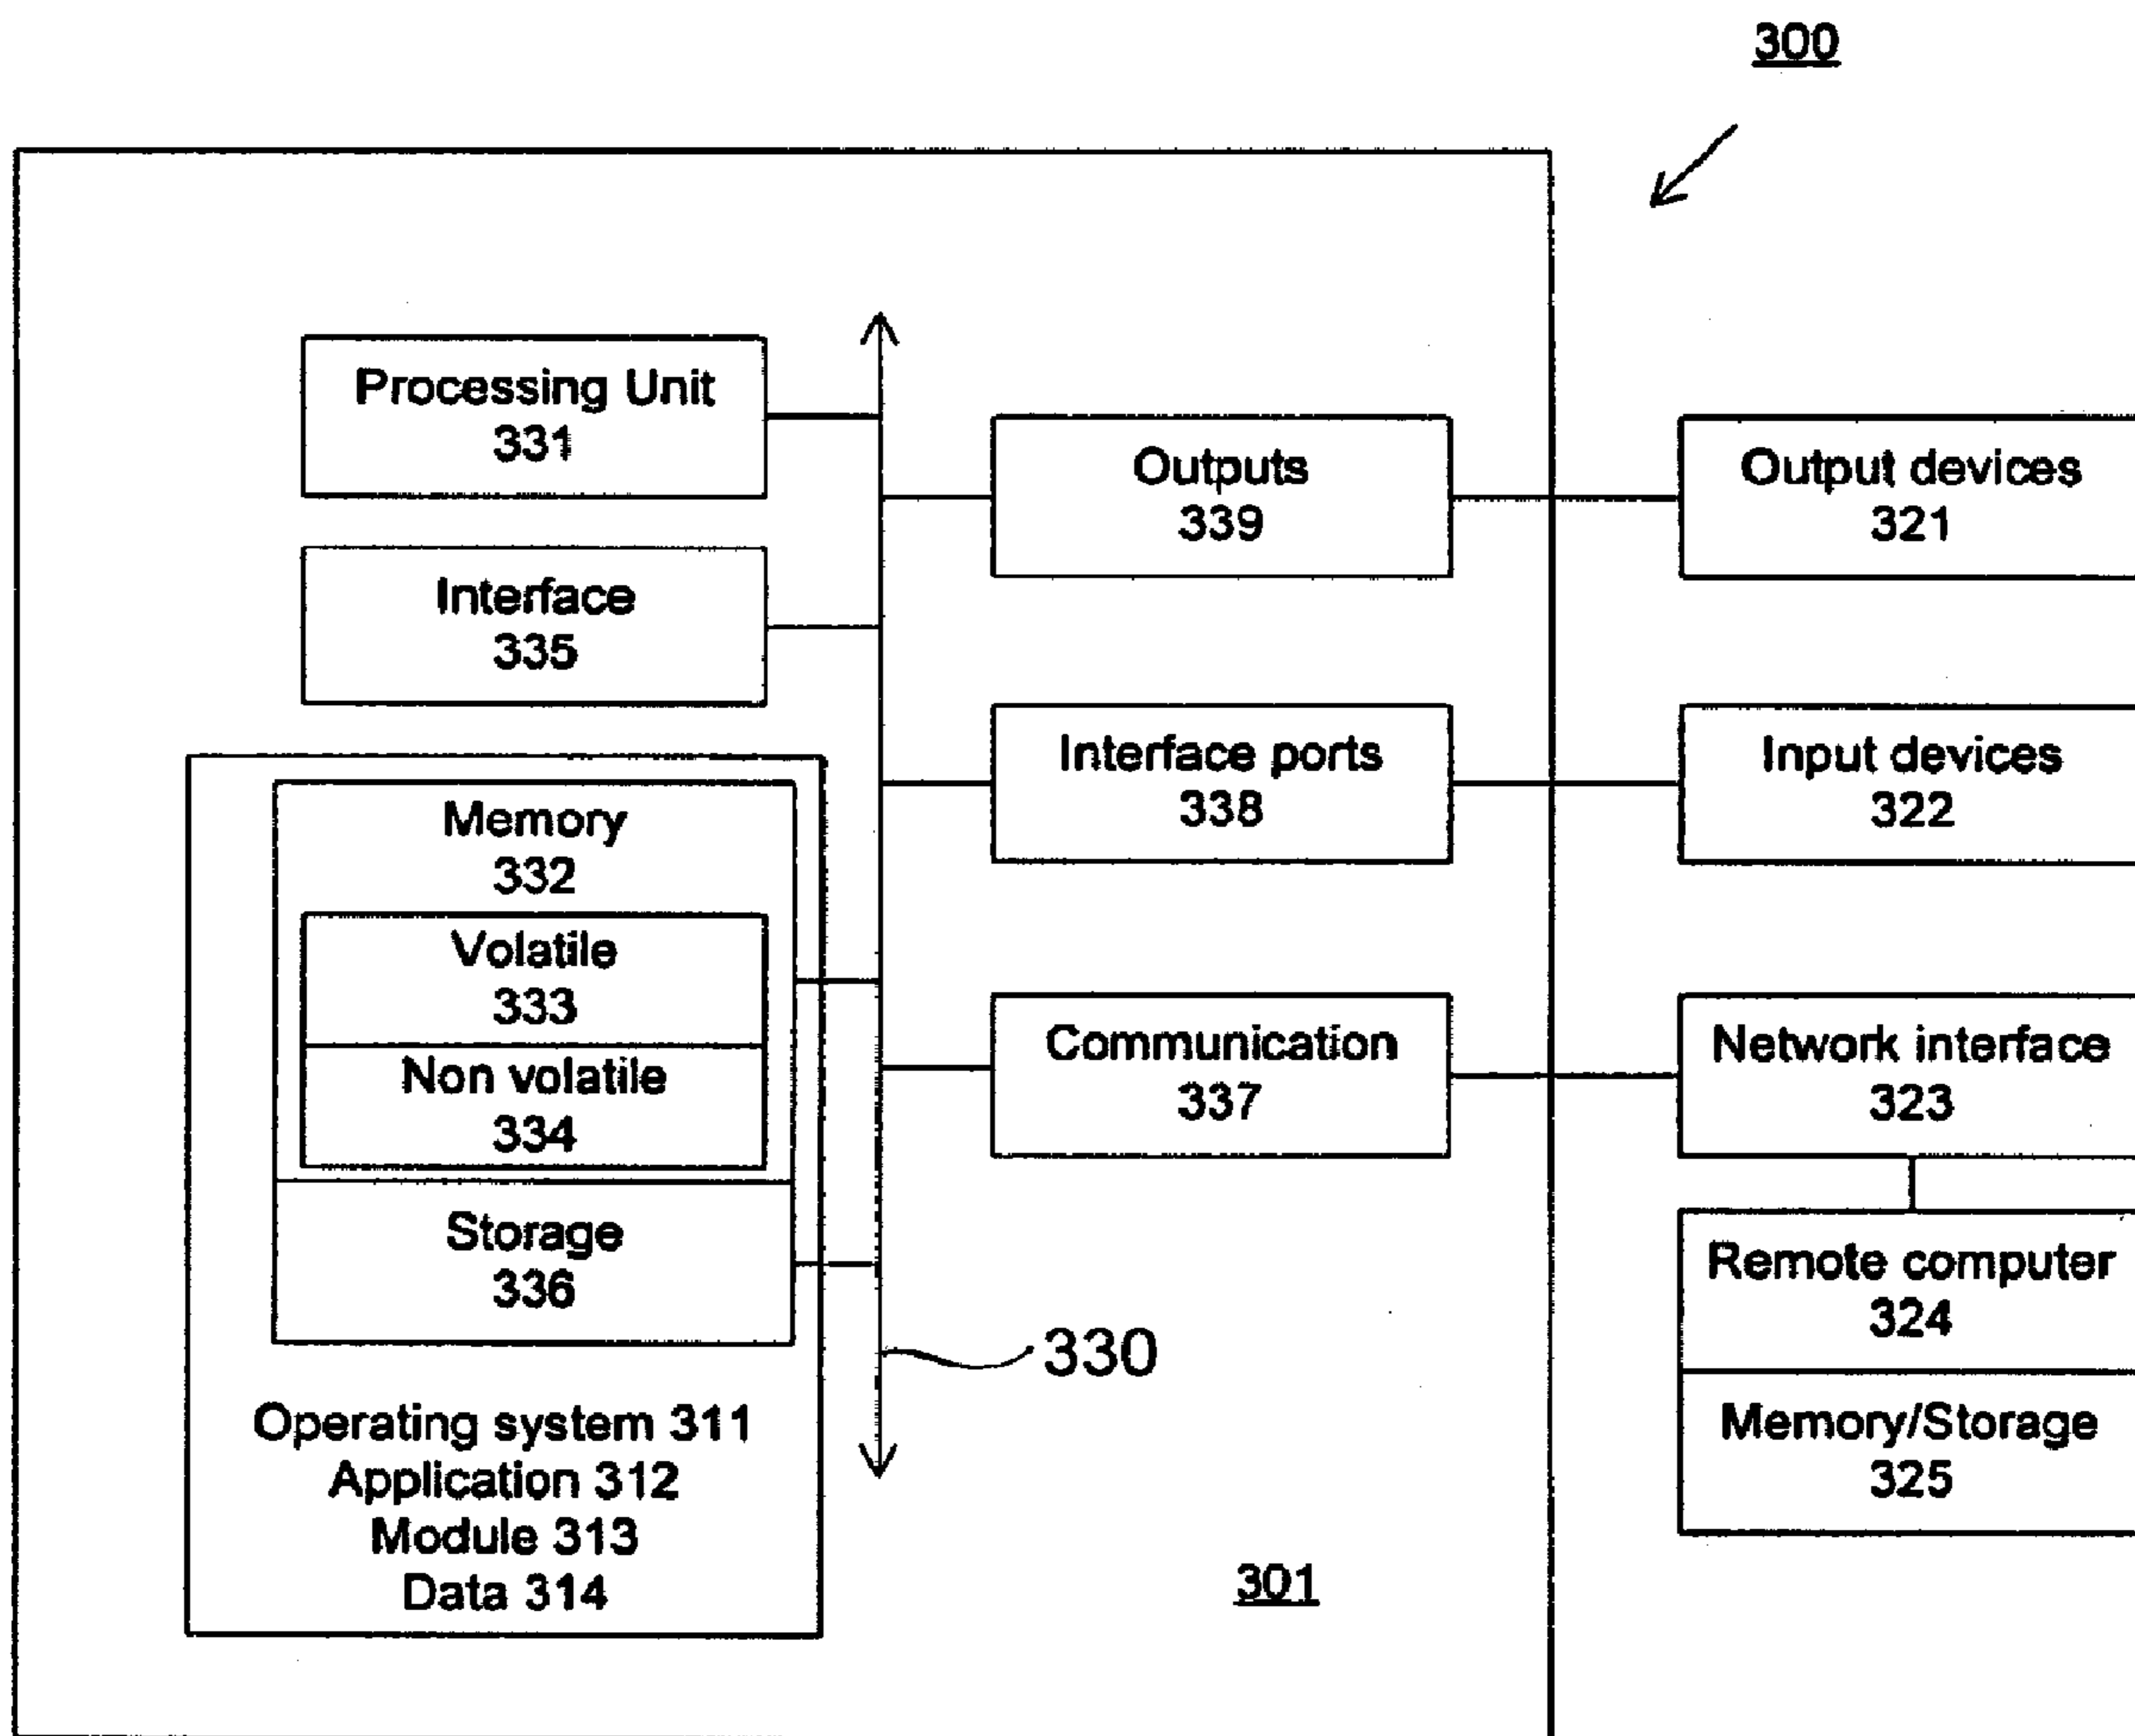 300
Processing Unit
331
Interface
335
Memory
332
Volatile
333
Non volatile
334
Storage
336
Operating system 311
Application 312
Module 313
Data 314
Outputs
339
Interface ports
338
Communication
337
330
301
Output devices
321
Input devices
322
Network interface
323
Remote computer
324
Memory/Storage
325